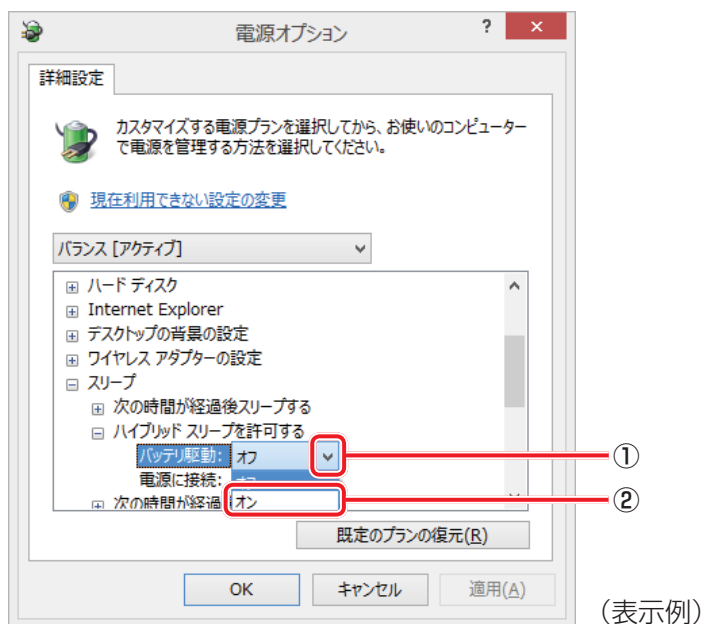 電源オプション
?
×
詳細設定
カスタマイズする電源プランを選択してから、お使いのコンピューター
で電源を管理する方法を選択してください。
現在利用できない設定の変更
バランス [アクティブ]
ハード ディスク
Internet Explorer
デスクトップの背景の設定
ワイヤレス アダプターの設定
スリープ
次の時間が経過後スリープする
ハイブリッド スリープを許可する
バッテリ駆動: オフ
①
電源に接続:
次の時間が経過 オン
②
既定のプランの復元(R)
OK キャンセル 適用(A)
(表示例)